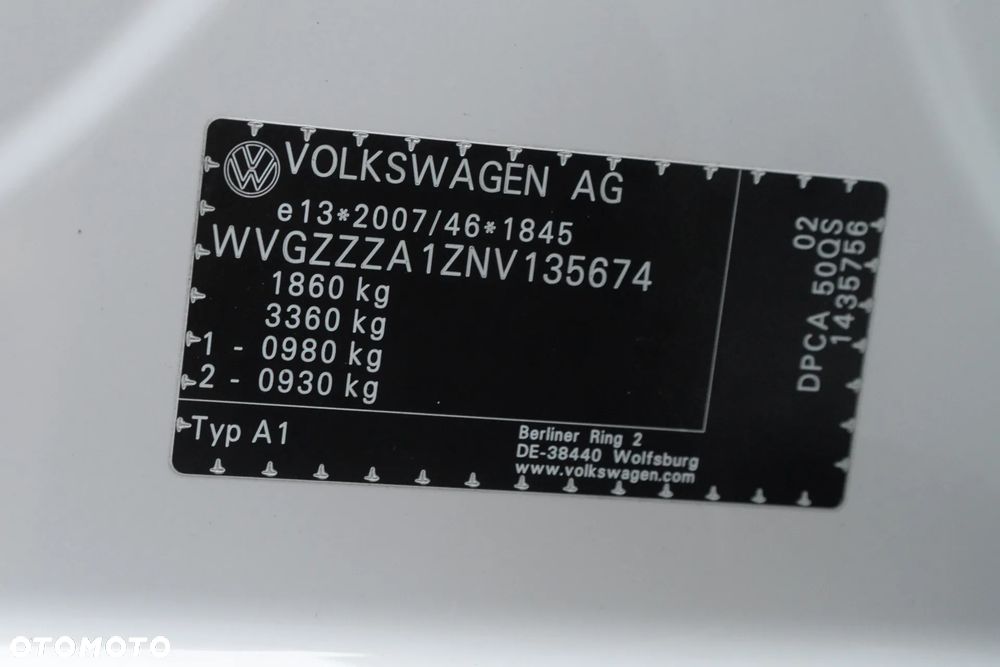 VOLKSWAGEN AG
e13*2007/46*1845
WVGZZZA1ZNV135674
1860 kg
3360 kg
1 - 0980 kg
2 - 0930 kg
Typ A1
Berliner Ring 2
DE-38440 Wolfsburg
www.volkswagen.com
02
DPCA 50QS
1435756
OTOMOTO